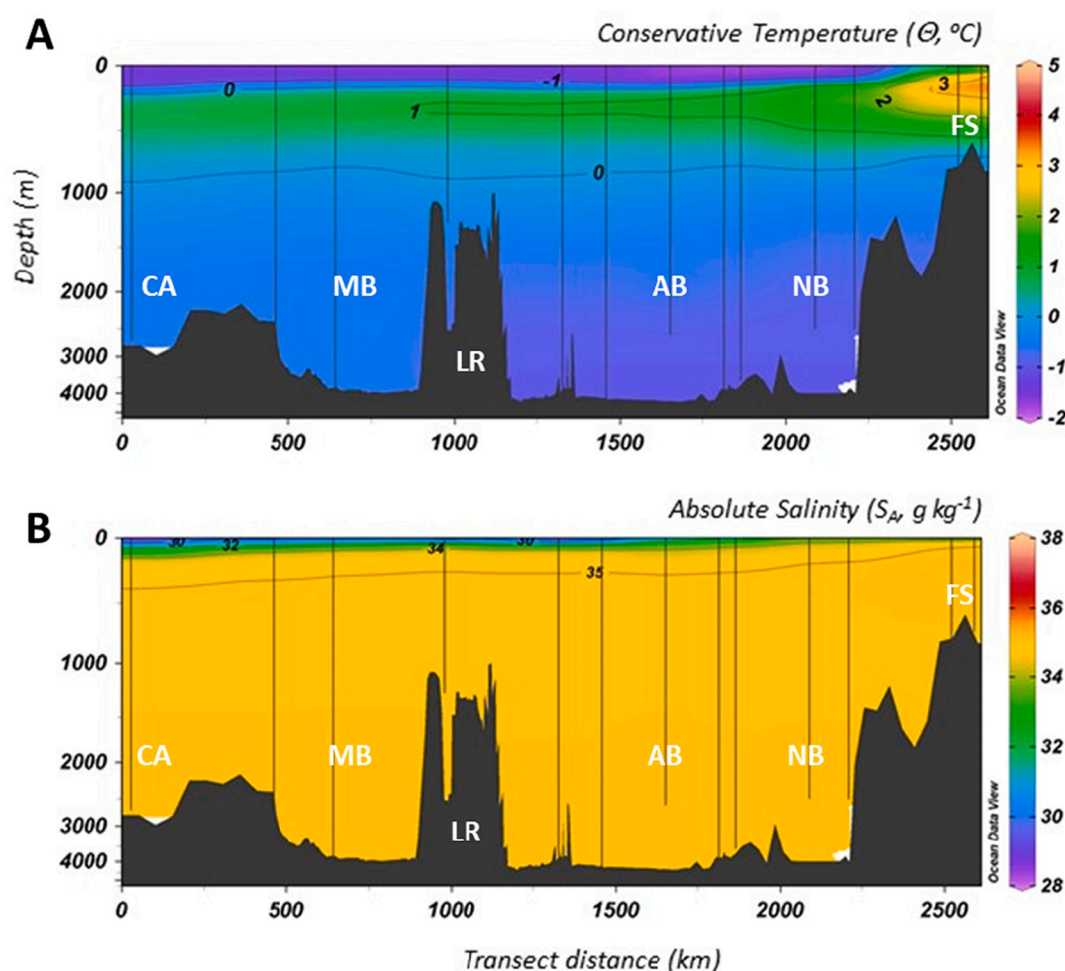 A
Conservative Temperature (Θ, ºC)
0
1000
2000
3000
4000
Depth (m)
0
-1
1
2
3
0
FS
CA
MB
LR
AB
NB
Ocean Data View
5
4
3
2
1
0
-1
-2
0
500
1000
1500
2000
2500
B
Absolute Salinity (SA, g kg-1)
0
1000
2000
3000
4000
30
32
34
30
35
FS
CA
MB
LR
AB
NB
Ocean Data View
38
36
34
32
30
28
0
500
1000
1500
2000
2500
Transect distance (km)